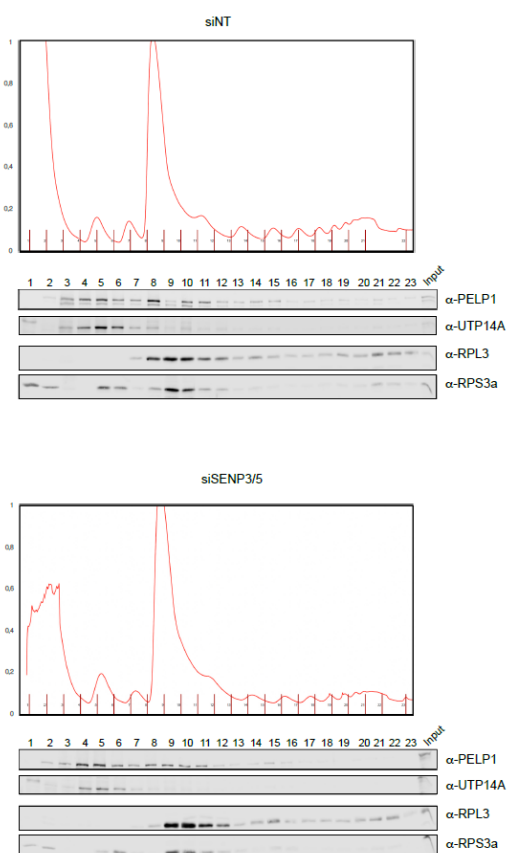 siNT
1
0,8
0,6
0,4
0,2
0
1 2 3 4 5 6 7 8 9 10 11 12 13 14 15 16 17 18 19 20 21 22 23 Input
α-PELP1
α-UTP14A
α-RPL3
α-RPS3a
siSENP3/5
1
0,8
0,6
0,4
0,2
0
1 2 3 4 5 6 7 8 9 10 11 12 13 14 15 16 17 18 19 20 21 22 23 Input
α-PELP1
α-UTP14A
α-RPL3
α-RPS3a